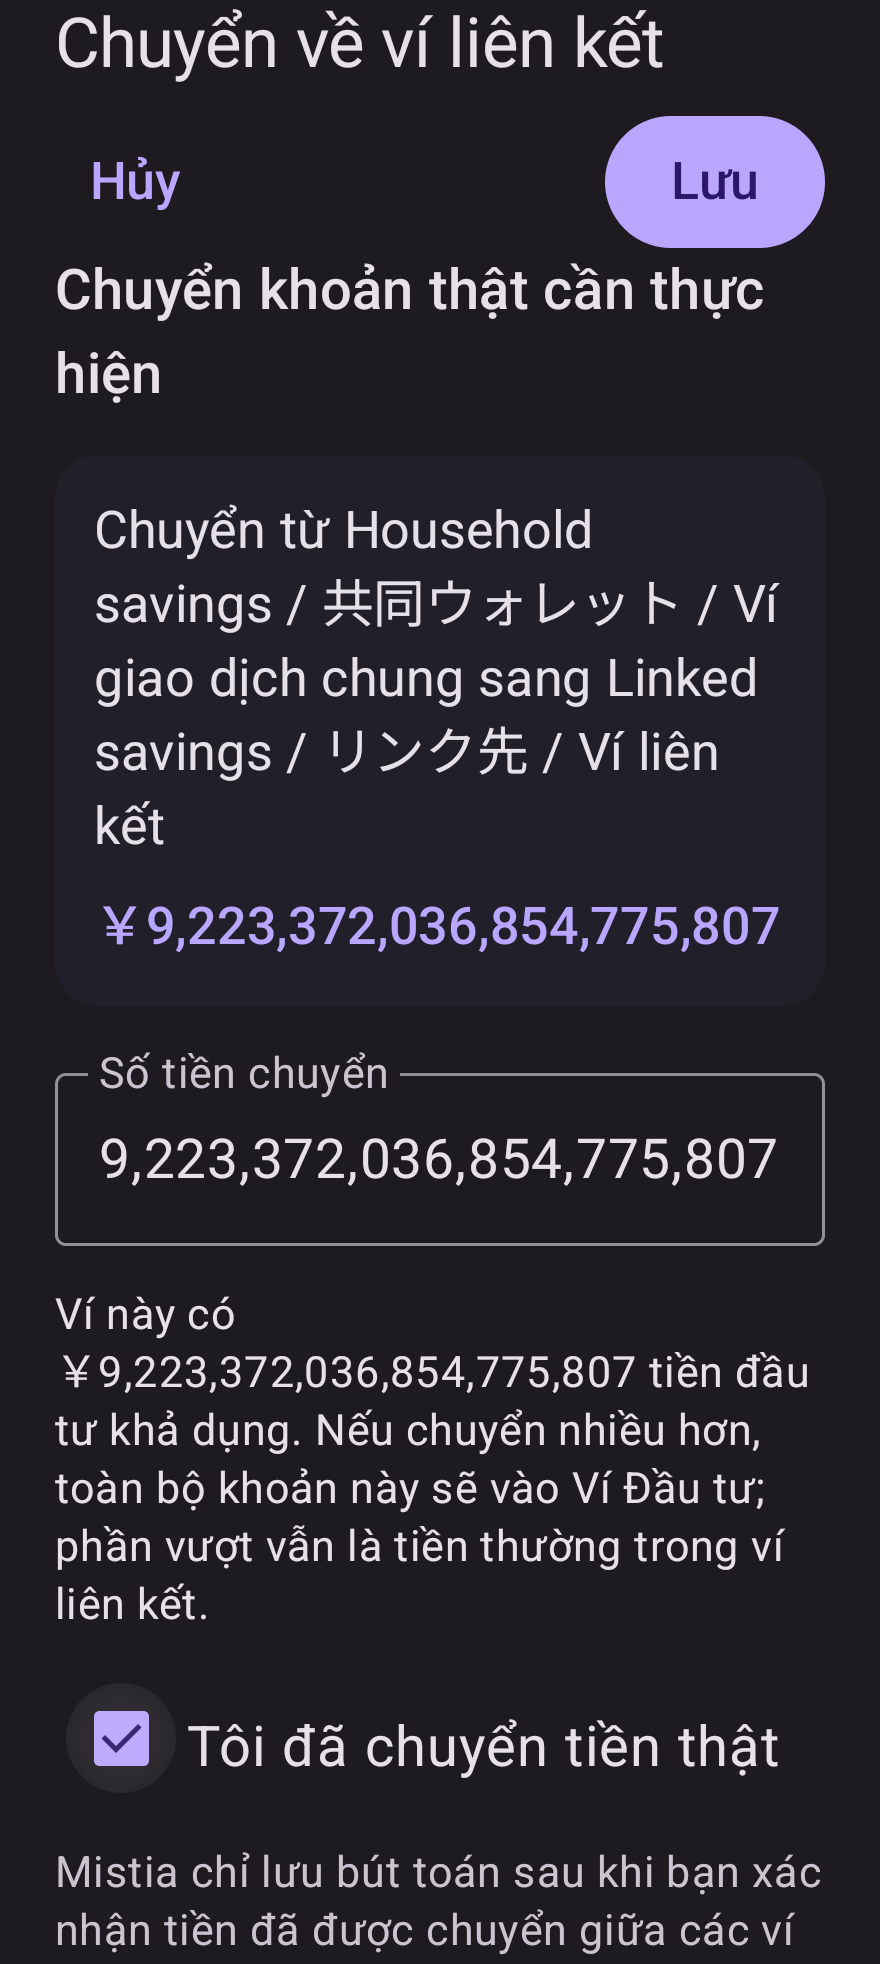 Chuyển về ví liên kết
Hủy
Lưu
Chuyển khoản thật cần thực
hiện
Chuyển từ Household
savings / 共同ウォレット / Ví
giao dịch chung sang Linked
savings / リンク先 / Ví liên
kết
￥9,223,372,036,854,775,807
Số tiền chuyển
9,223,372,036,854,775,807
Ví này có
￥9,223,372,036,854,775,807 tiền đầu
tư khả dụng. Nếu chuyển nhiều hơn,
toàn bộ khoản này sẽ vào Ví Đầu tư;
phần vượt vẫn là tiền thường trong ví
liên kết.
Tôi đã chuyển tiền thật
Mistia chỉ lưu bút toán sau khi bạn xác
nhận tiền đã được chuyển giữa các ví